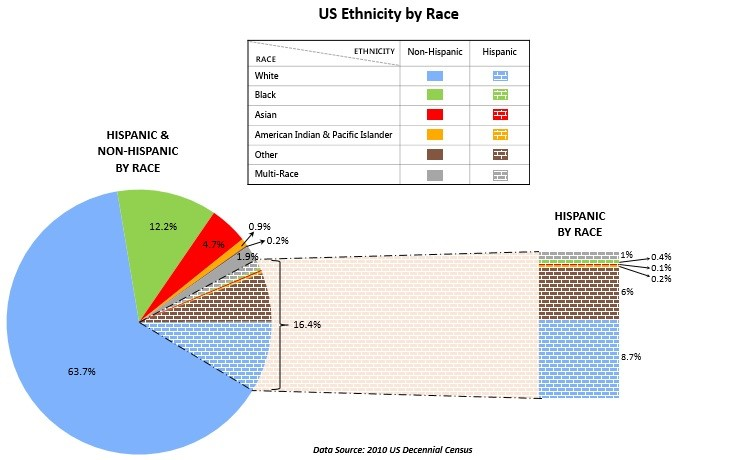 US Ethnicity by Race
ETHNICITY
RACE
Non-Hispanic
Hispanic
White
Black
Asian
American Indian & Pacific Islander
Other
Multi-Race
HISPANIC &
NON-HISPANIC
BY RACE
12.2%
4.7%
0.9%
0.2%
1.9%
16.4%
63.7%
HISPANIC
BY RACE
1%
0.4%
0.1%
0.2%
6%
8.7%
Data Source: 2010 US Decennial Census